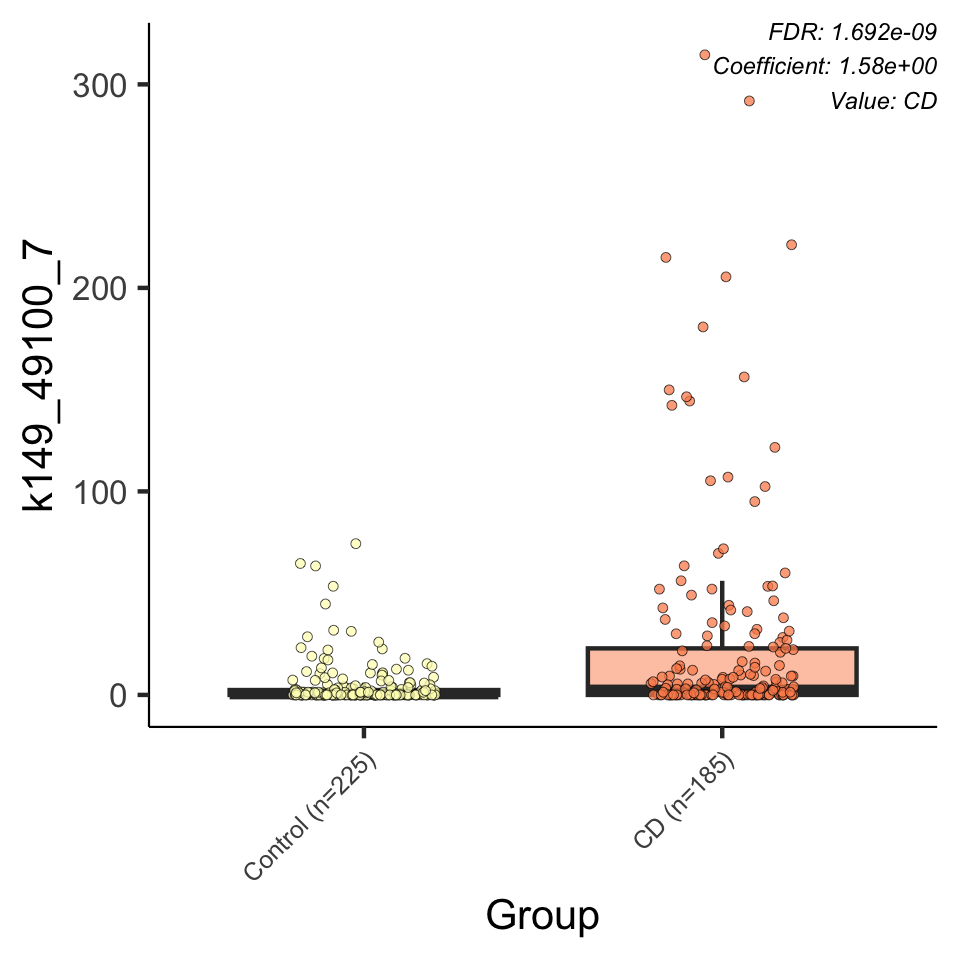 FDR: 1.692e-09
Coefficient: 1.58e+00
Value: CD
k149_49100_7
300
200
100
0
Control (n=225)
CD (n=185)
Group